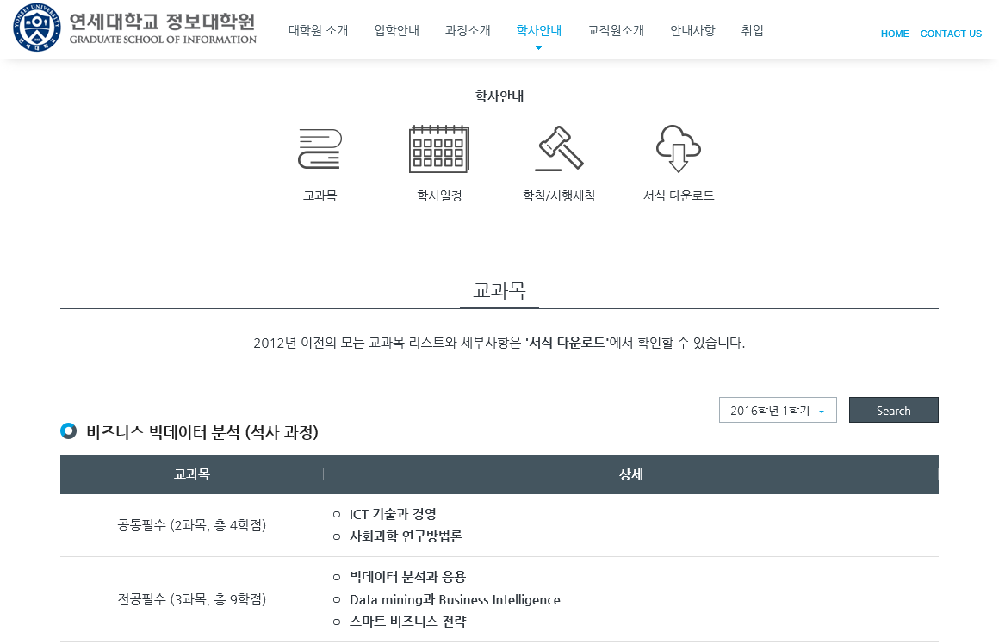 YONSEI UNIVERSITY
연세대학교
연세대학교 정보대학원
GRADUATE SCHOOL OF INFORMATION
대학원 소개 입학안내 과정소개 학사안내 교직원소개 안내사항 취업
HOME | CONTACT US
학사안내
교과목 학사일정 학칙/시행세칙 서식 다운로드
교과목
2012년 이전의 모든 교과목 리스트와 세부사항은 '서식 다운로드'에서 확인할 수 있습니다.
2016학년 1학기 Search
비즈니스 빅데이터 분석 (석사 과정)
교과목 상세
공통필수 (2과목, 총 4학점)
ICT 기술과 경영
사회과학 연구방법론
전공필수 (3과목, 총 9학점)
빅데이터 분석과 응용
Data mining과 Business Intelligence
스마트 비즈니스 전략